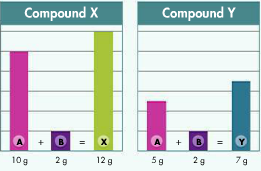 Compound X
A + B = X
10 g 2 g 12 g
Compound Y
A + B = Y
5 g 2 g 7 g